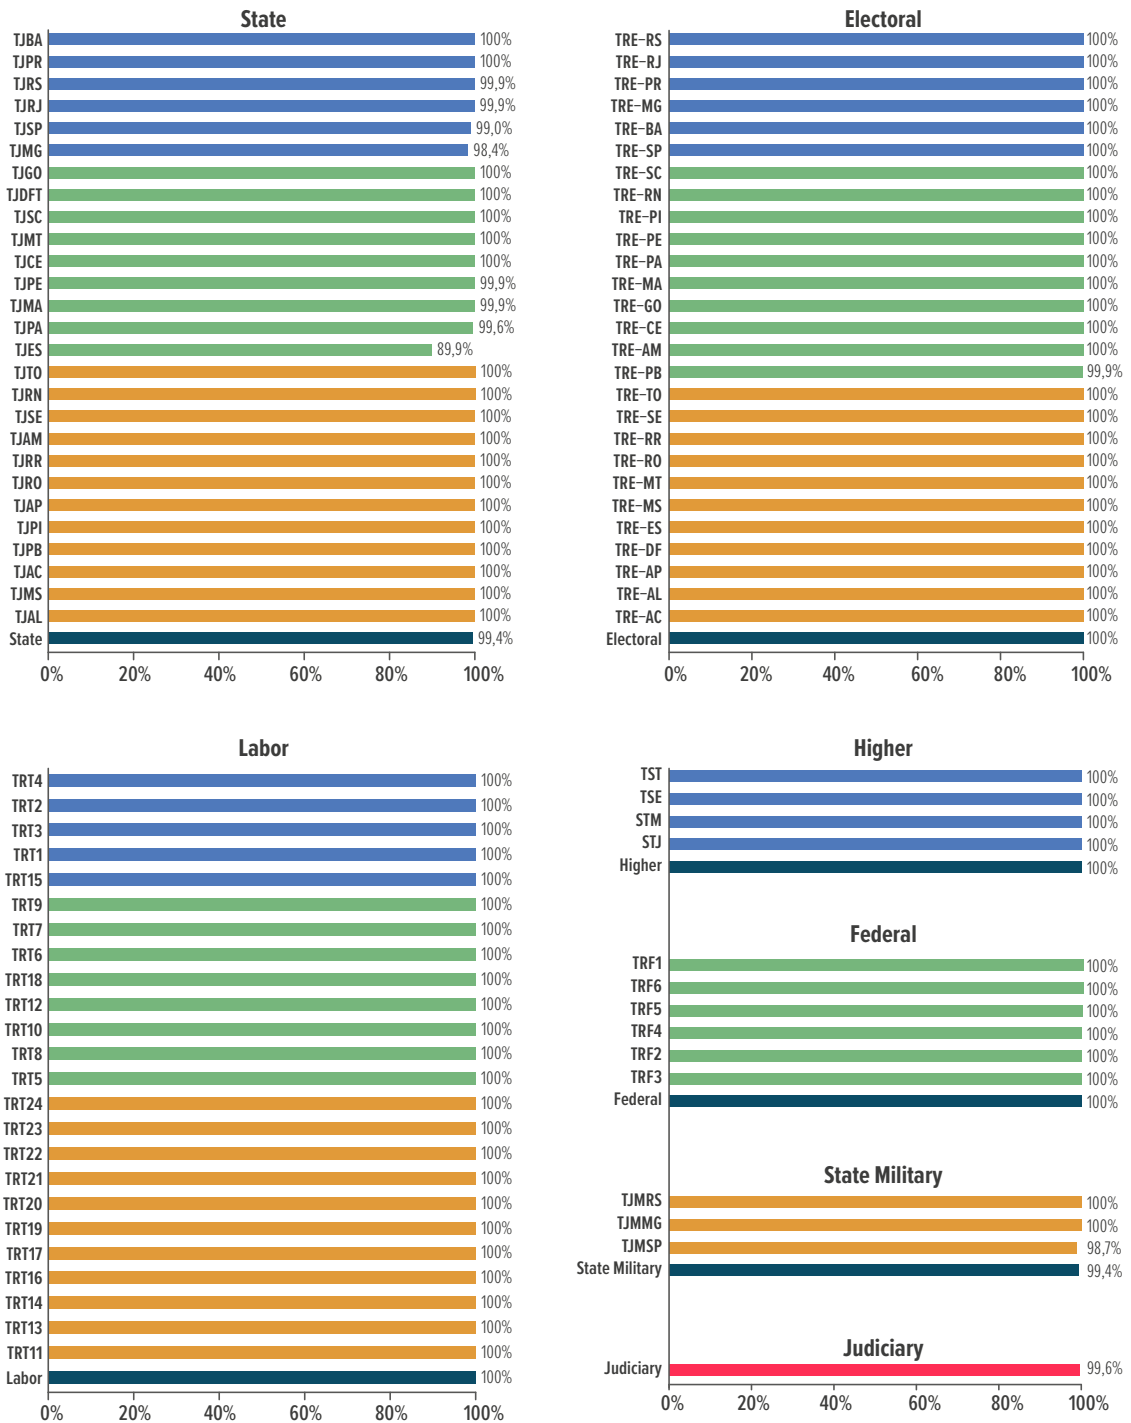 State
TJBA 100%
TJPR 100%
TJRS 99,9%
TJRJ 99,9%
TJSP 99,0%
TJMG 98,4%
TJGO 100%
TJDFT 100%
TJSC 100%
TJMT 100%
TJCE 100%
TJPE 99,9%
TJMA 99,9%
TJPA 99,6%
TJES 89,9%
TJTO 100%
TJRN 100%
TJSE 100%
TJAM 100%
TJRR 100%
TJRO 100%
TJAP 100%
TJPI 100%
TJPB 100%
TJAC 100%
TJMS 100%
TJAL 100%
State 99,4%
0% 20% 40% 60% 80% 100%
Electoral
TRE-RS 100%
TRE-RJ 100%
TRE-PR 100%
TRE-MG 100%
TRE-BA 100%
TRE-SP 100%
TRE-SC 100%
TRE-RN 100%
TRE-PI 100%
TRE-PE 100%
TRE-PA 100%
TRE-MA 100%
TRE-GO 100%
TRE-CE 100%
TRE-AM 100%
TRE-PB 99,9%
TRE-TO 100%
TRE-SE 100%
TRE-RR 100%
TRE-RO 100%
TRE-MT 100%
TRE-MS 100%
TRE-ES 100%
TRE-DF 100%
TRE-AP 100%
TRE-AL 100%
TRE-AC 100%
Electoral 100%
0% 20% 40% 60% 80% 100%
Labor
TRT4 100%
TRT2 100%
TRT3 100%
TRT1 100%
TRT15 100%
TRT9 100%
TRT7 100%
TRT6 100%
TRT18 100%
TRT12 100%
TRT10 100%
TRT8 100%
TRT5 100%
TRT24 100%
TRT23 100%
TRT22 100%
TRT21 100%
TRT20 100%
TRT19 100%
TRT17 100%
TRT16 100%
TRT14 100%
TRT13 100%
TRT11 100%
Labor 100%
0% 20% 40% 60% 80% 100%
Higher
TST 100%
TSE 100%
STM 100%
STJ 100%
Higher 100%
Federal
TRF1 100%
TRF6 100%
TRF5 100%
TRF4 100%
TRF2 100%
TRF3 100%
Federal 100%
State Military
TJMRS 100%
TJMMG 100%
TJMSP 98,7%
State Military 99,4%
Judiciary
Judiciary 99,6%
0% 20% 40% 60% 80% 100%